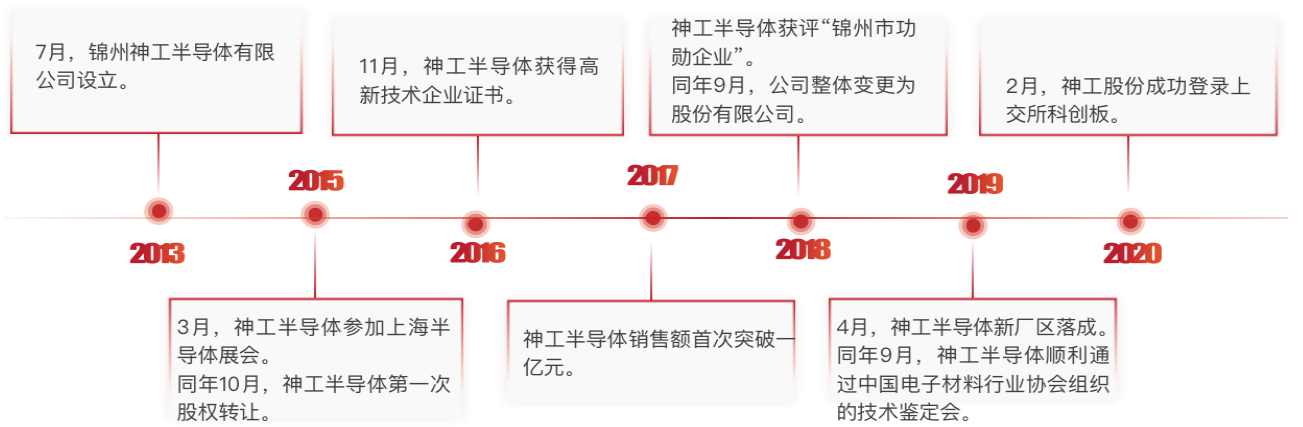 7月，锦州神工半导体有限
公司设立。
11月，神工半导体获得高
新技术企业证书。
神工半导体获评“锦州市功
勋企业”。
同年9月，公司整体变更为
股份有限公司。
2月，神工股份成功登录上
交所科创板。
2015
2017
2019
2013
2016
2018
2020
3月，神工半导体参加上海半
导体展会。
同年10月，神工半导体第一次
股权转让。
神工半导体销售额首次突破一
亿元。
4月，神工半导体新厂区落成。
同年9月，神工半导体顺利通
过中国电子材料行业协会组织
的技术鉴定会。